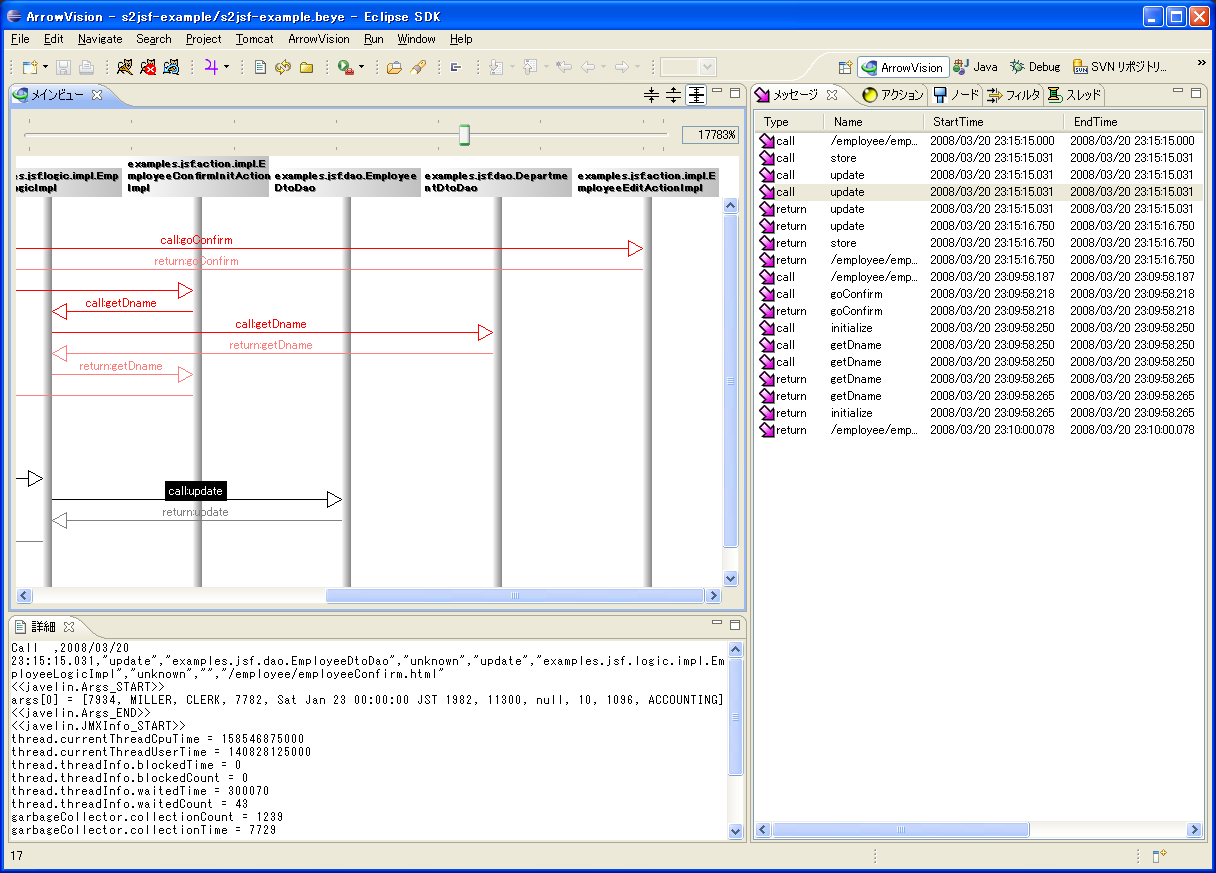 ArrowVision - s2jsf-example/s2jsf-example.beye - Eclipse SDK
File Edit Navigate Search Project Tomcat ArrowVision Run Window Help
ArrowVision Java Debug SVN リポジトリ...
メインビュー
17783%
s.jsf.logic.impl.Emp
ogicImpl
examples.jsf.action.impl.E
mployeeConfirmInitAction
Impl
examples.jsf.dao.Employee
DtoDao
examples.jsf.dao.Departme
ntDtoDao
examples.jsf.action.impl.E
mployeeEditActionImpl
call:goConfirm
return:goConfirm
call:getDname
call:getDname
return:getDname
return:getDname
call:update
return:update
メッセージ アクション ノード フィルタ スレッド
Type Name StartTime EndTime
call /employee/emp... 2008/03/20 23:15:15.000 2008/03/20 23:15:15.000
call store 2008/03/20 23:15:15.031 2008/03/20 23:15:15.031
call update 2008/03/20 23:15:15.031 2008/03/20 23:15:15.031
call update 2008/03/20 23:15:15.031 2008/03/20 23:15:15.031
return update 2008/03/20 23:15:15.031 2008/03/20 23:15:15.031
return update 2008/03/20 23:15:16.750 2008/03/20 23:15:16.750
return store 2008/03/20 23:15:16.750 2008/03/20 23:15:16.750
return /employee/emp... 2008/03/20 23:15:16.750 2008/03/20 23:15:16.750
call /employee/emp... 2008/03/20 23:09:58.187 2008/03/20 23:09:58.187
call goConfirm 2008/03/20 23:09:58.218 2008/03/20 23:09:58.218
return goConfirm 2008/03/20 23:09:58.218 2008/03/20 23:09:58.218
call initialize 2008/03/20 23:09:58.250 2008/03/20 23:09:58.250
call getDname 2008/03/20 23:09:58.250 2008/03/20 23:09:58.250
call getDname 2008/03/20 23:09:58.250 2008/03/20 23:09:58.250
return getDname 2008/03/20 23:09:58.265 2008/03/20 23:09:58.265
return getDname 2008/03/20 23:09:58.265 2008/03/20 23:09:58.265
return initialize 2008/03/20 23:09:58.265 2008/03/20 23:09:58.265
return /employee/emp... 2008/03/20 23:10:00.078 2008/03/20 23:10:00.078
詳細
Call ,2008/03/20
23:15:15.031,"update","examples.jsf.dao.EmployeeDtoDao","unknown","update","examples.jsf.logic.impl.Em
ployeeLogicImpl","unknown","","/employee/employeeConfirm.html"
<<javelin.Args_START>>
args[0] = [7934, MILLER, CLERK, 7782, Sat Jan 23 00:00:00 JST 1982, 11300, null, 10, 1096, ACCOUNTING]
<<javelin.Args_END>>
<<javelin.JMXInfo_START>>
thread.currentThreadCpuTime = 158546875000
thread.currentThreadUserTime = 140828125000
thread.threadInfo.blockedTime = 0
thread.threadInfo.blockedCount = 0
thread.threadInfo.waitedTime = 300070
thread.threadInfo.waitedCount = 43
garbageCollector.collectionCount = 1239
garbageCollector.collectionTime = 7729
17